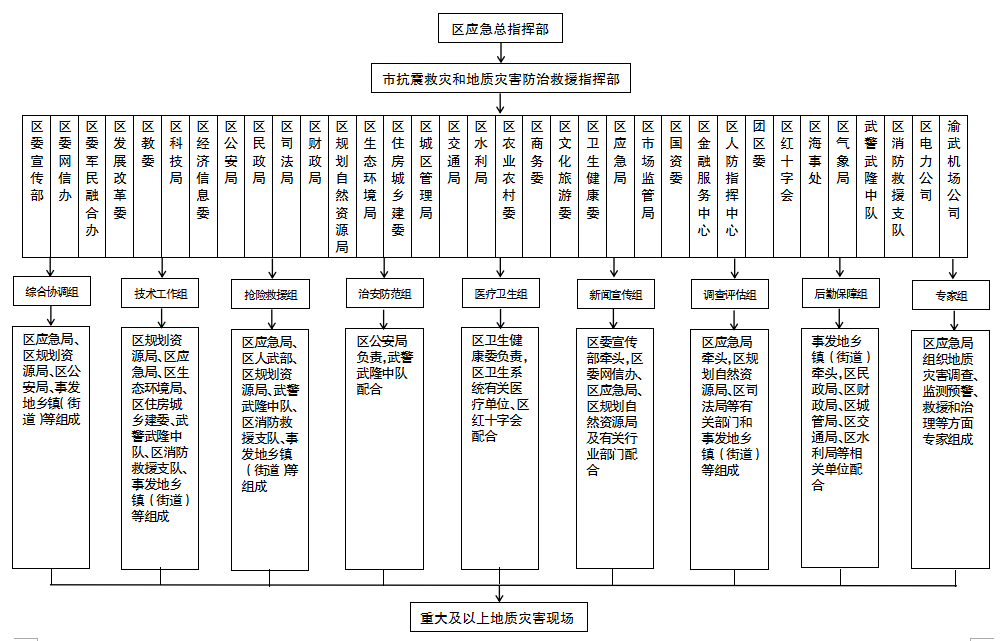 区应急总指挥部
市抗震救灾和地质灾害防治救援指挥部
区委宣传部
区委网信办
区委军民融合办
区发展改革委
区教委
区科技局
区经济信息委
区公安局
区民政局
区司法局
区财政局
区规划自然资源局
区生态环境局
区住房城乡建委
区城区管理局
区交通局
区水利局
区农业农村委
区商务委
区文化旅游委
区卫生健康委
区应急局
区市场监管局
区国资委
区金融服务中心
区人防指挥中心
团区委
区红十字会
区海事处
区气象局
武警武隆中队
区消防救援支队
区电力公司
渝武机场公司
综合协调组
技术工作组
抢险救援组
治安防范组
医疗卫生组
新闻宣传组
调查评估组
后勤保障组
专家组
区应急局、
区规划资
源局、区公
安局、事发
地乡镇(街
道)等组成
区规划资
源局、区应
急局、区生
态环境局、
区住房城
乡建委、武
警武隆中
队、区消防
救援支队、
事发地乡
镇(街道)
等组成
区应急局、
区人武部、
区规划资
源局、武警
武隆中队、
区消防救
援支队、事
发地乡镇
(街道)等
组成
区公安局
负责,武警
武隆中队
配合
区卫生健
康委负责,
区卫生系
统有关医
疗单位、区
红十字会
配合
区委宣传
部牵头,区
委网信办、
区应急局、
区规划自
然资源局
及有关行
业部门配
合
区应急局
牵头,区规
划自然资
源局、区司
法局等有
关部门和
事发地乡
镇(街道)
等组成
事发地乡
镇(街道)
牵头,区民
政局、区财
政局、区城
管局、区交
通局、区水
利局等相
关单位配
合
区应急局
组织地质
灾害调查、
监测预警、
救援和治
理等方面
专家组成
重大及以上地质灾害现场